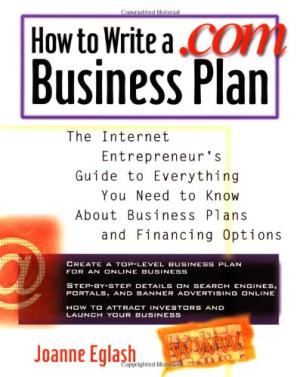 How to Write a .com
Business Plan
The Internet
Entrepreneur's
Guide to Everything
You Need to Know
About Business Plans
and Financing Options
@
CREATE A TOP-LEVEL BUSINESS PLAN
FOR AN ONLINE BUSINESS
STEP-BY-STEP DETAILS ON SEARCH ENGINES,
PORTALS, AND BANNER ADVERTISING ONLINE
HOW TO ATTRACT INVESTORS AND
LAUNCH YOUR BUSINESS
WWW
Joanne Eglash